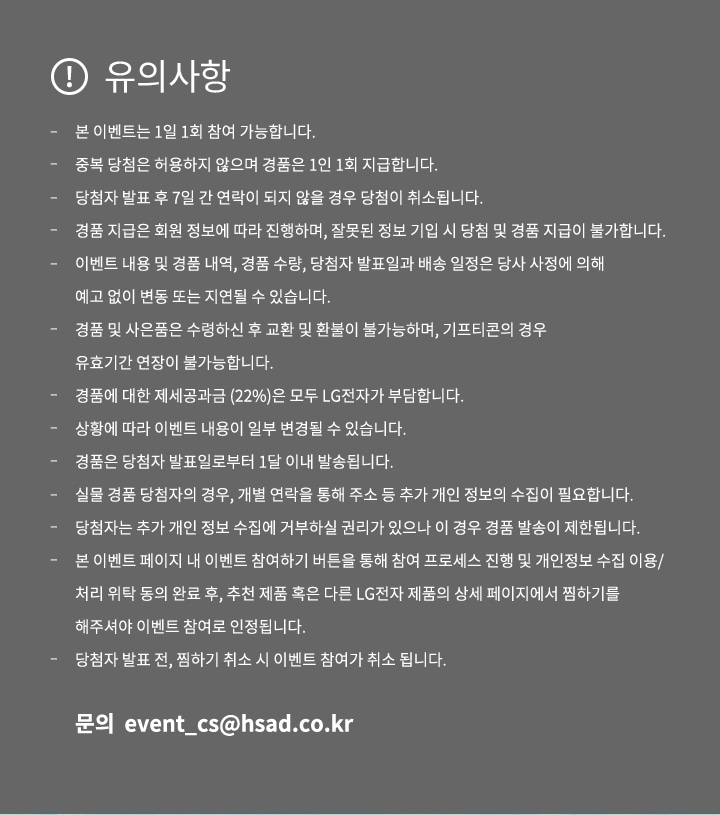 유의사항
- 본 이벤트는 1일 1회 참여 가능합니다.
- 중복 당첨은 허용하지 않으며 경품은 1인 1회 지급합니다.
- 당첨자 발표 후 7일 간 연락이 되지 않을 경우 당첨이 취소됩니다.
- 경품 지급은 회원 정보에 따라 진행하며, 잘못된 정보 기입 시 당첨 및 경품 지급이 불가합니다.
- 이벤트 내용 및 경품 내역, 경품 수량, 당첨자 발표일과 배송 일정은 당사 사정에 의해
예고 없이 변동 또는 지연될 수 있습니다.
- 경품 및 사은품은 수령하신 후 교환 및 환불이 불가능하며, 기프티콘의 경우
유효기간 연장이 불가능합니다.
- 경품에 대한 제세공과금 (22%)은 모두 LG전자가 부담합니다.
- 상황에 따라 이벤트 내용이 일부 변경될 수 있습니다.
- 경품은 당첨자 발표일로부터 1달 이내 발송됩니다.
- 실물 경품 당첨자의 경우, 개별 연락을 통해 주소 등 추가 개인 정보의 수집이 필요합니다.
- 당첨자는 추가 개인 정보 수집에 거부하실 권리가 있으나 이 경우 경품 발송이 제한됩니다.
- 본 이벤트 페이지 내 이벤트 참여하기 버튼을 통해 참여 프로세스 진행 및 개인정보 수집 이용/
처리 위탁 동의 완료 후, 추천 제품 혹은 다른 LG전자 제품의 상세 페이지에서 찜하기를
해주셔야 이벤트 참여로 인정됩니다.
- 당첨자 발표 전, 찜하기 취소 시 이벤트 참여가 취소 됩니다.
문의 event_cs@hsad.co.kr